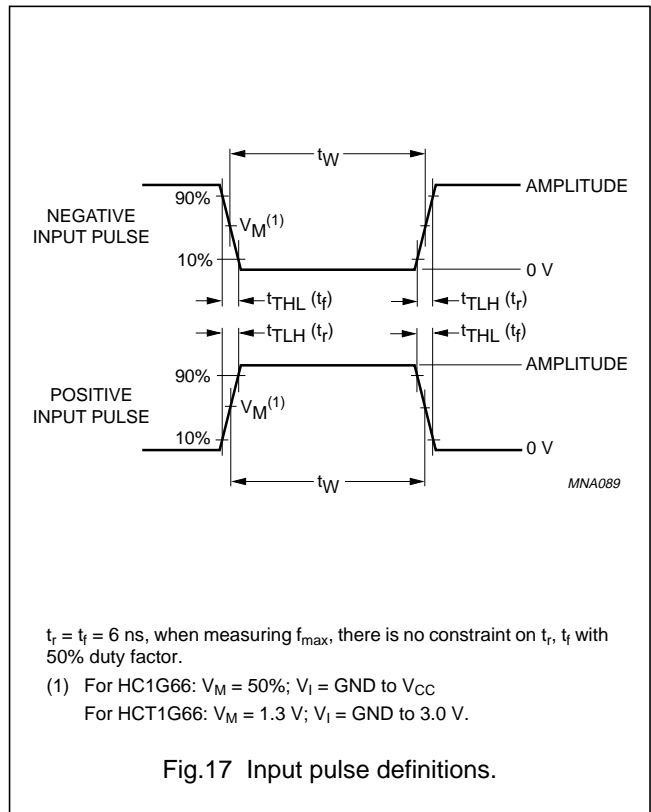 tW
90%
AMPLITUDE
NEGATIVE
INPUT PULSE
VM(1)
10%
0 V
tTHL (tf)
tTLH (tr)
tTLH (tr)
tTHL (tf)
AMPLITUDE
90%
POSITIVE
INPUT PULSE
VM(1)
10%
0 V
tW
MNA089
tr = tf = 6 ns, when measuring fmax, there is no constraint on tr, tf with
50% duty factor.
(1) For HC1G66: VM = 50%; VI = GND to VCC
For HCT1G66: VM = 1.3 V; VI = GND to 3.0 V.
Fig.17 Input pulse definitions.